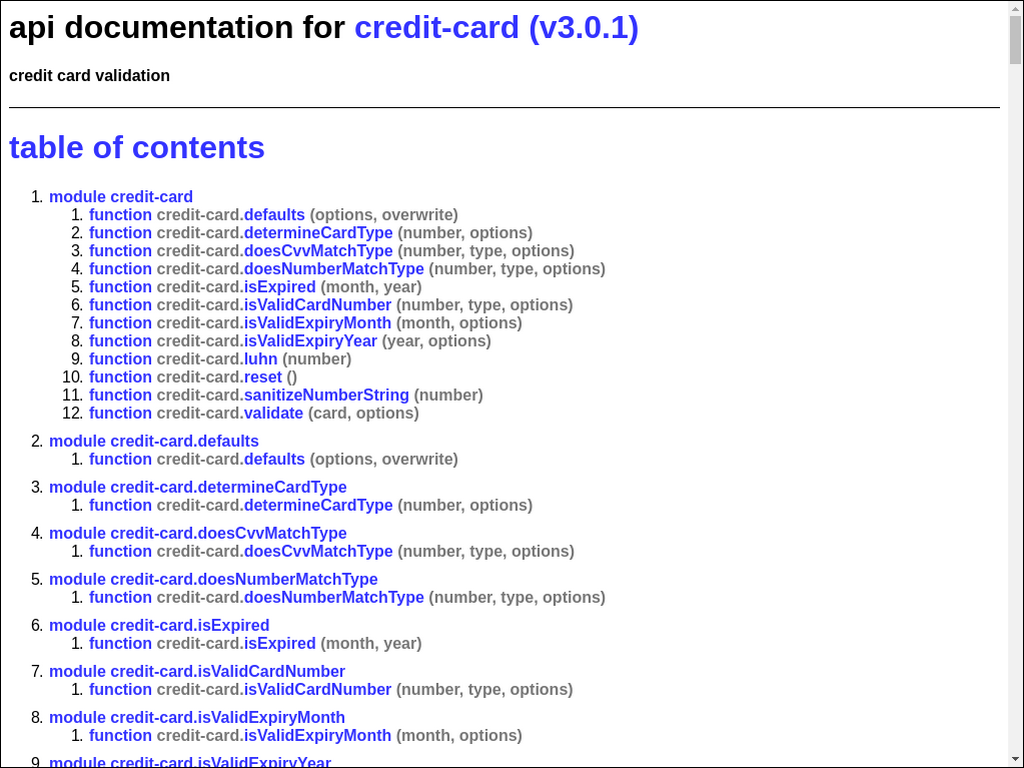 api documentation for credit-card (v3.0.1)
credit card validation
table of contents
1. module credit-card
1. function credit-card.defaults (options, overwrite)
2. function credit-card.determineCardType (number, options)
3. function credit-card.doesCvvMatchType (number, type, options)
4. function credit-card.doesNumberMatchType (number, type, options)
5. function credit-card.isExpired (month, year)
6. function credit-card.isValidCardNumber (number, type, options)
7. function credit-card.isValidExpiryMonth (month, options)
8. function credit-card.isValidExpiryYear (year, options)
9. function credit-card.luhn (number)
10. function credit-card.reset ()
11. function credit-card.sanitizeNumberString (number)
12. function credit-card.validate (card, options)
2. module credit-card.defaults
1. function credit-card.defaults (options, overwrite)
3. module credit-card.determineCardType
1. function credit-card.determineCardType (number, options)
4. module credit-card.doesCvvMatchType
1. function credit-card.doesCvvMatchType (number, type, options)
5. module credit-card.doesNumberMatchType
1. function credit-card.doesNumberMatchType (number, type, options)
6. module credit-card.isExpired
1. function credit-card.isExpired (month, year)
7. module credit-card.isValidCardNumber
1. function credit-card.isValidCardNumber (number, type, options)
8. module credit-card.isValidExpiryMonth
1. function credit-card.isValidExpiryMonth (month, options)
9. module credit-card.isValidExpiryYear